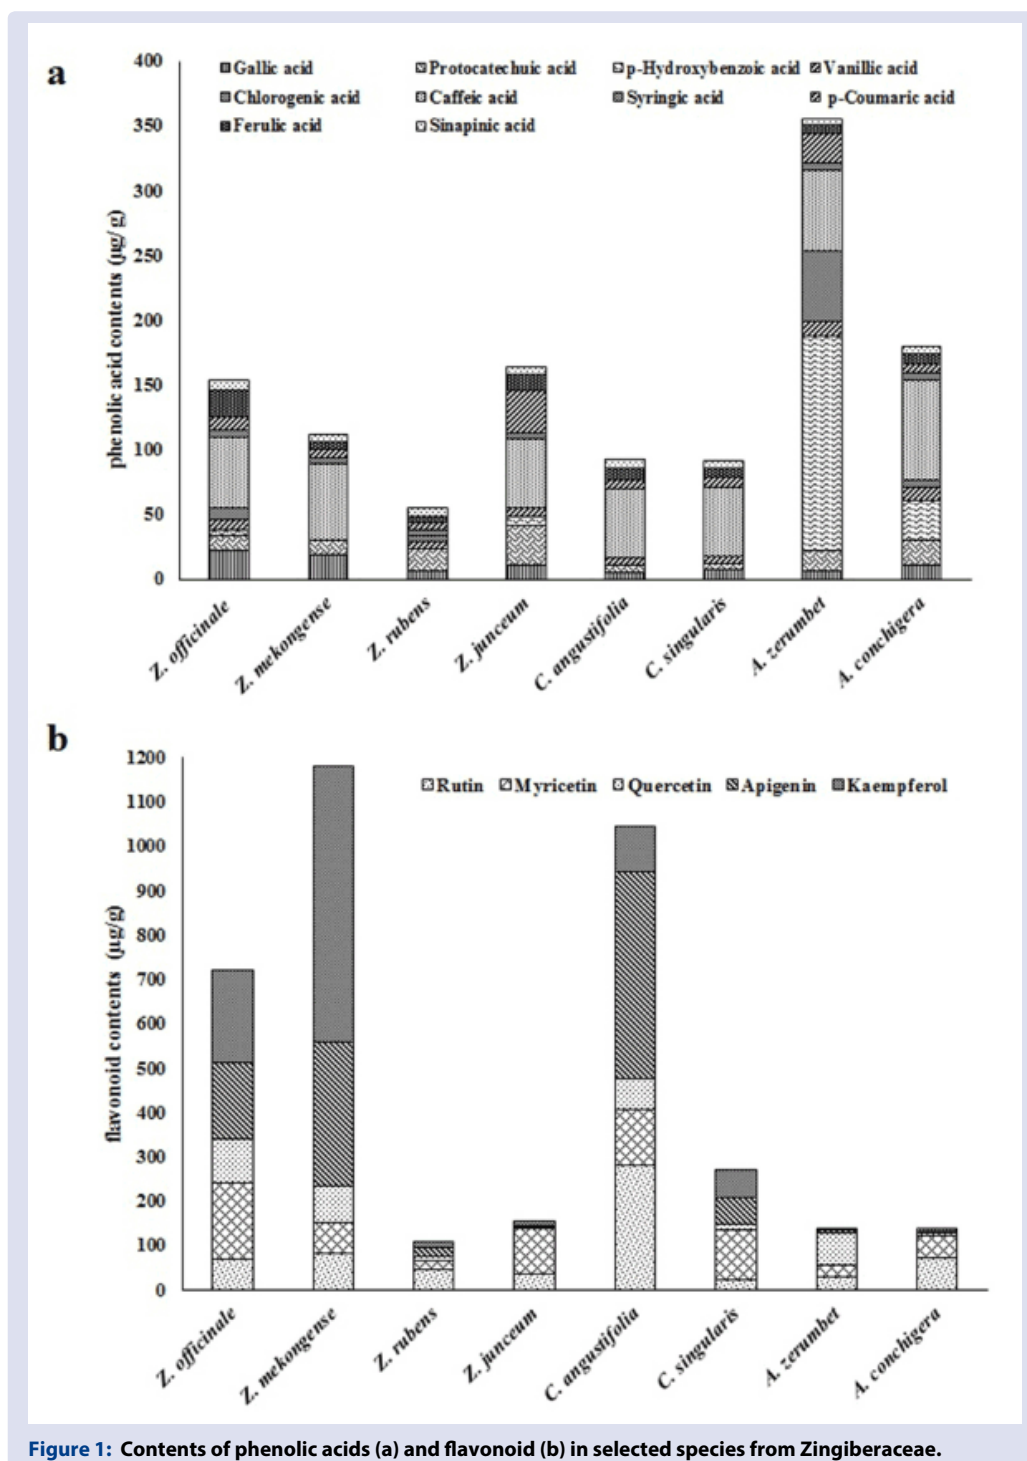 a
400
350
300
250
200
150
100
50
0
phenolic acid contents (µg/ g)
Gallic acid Protocatechuic acid p-Hydroxybenzoic acid Vanillic acid
Chlorogenic acid Caffeic acid Syringic acid p-Coumaric acid
Ferulic acid Sinapinic acid
Z. officinale
Z. mekongense
Z. rubens
Z. junceum
C. angustifolia
C. singularis
A. zerumbet
A. conchigera
b
1200
1100
1000
900
800
700
600
500
400
300
200
100
0
flavonoid contents (µg/g)
Rutin Myricetin Quercetin Apigenin Kaempferol
Z. officinale
Z. mekongense
Z. rubens
Z. junceum
C. angustifolia
C. singularis
A. zerumbet
A. conchigera
Figure 1: Contents of phenolic acids (a) and flavonoid (b) in selected species from Zingiberaceae.